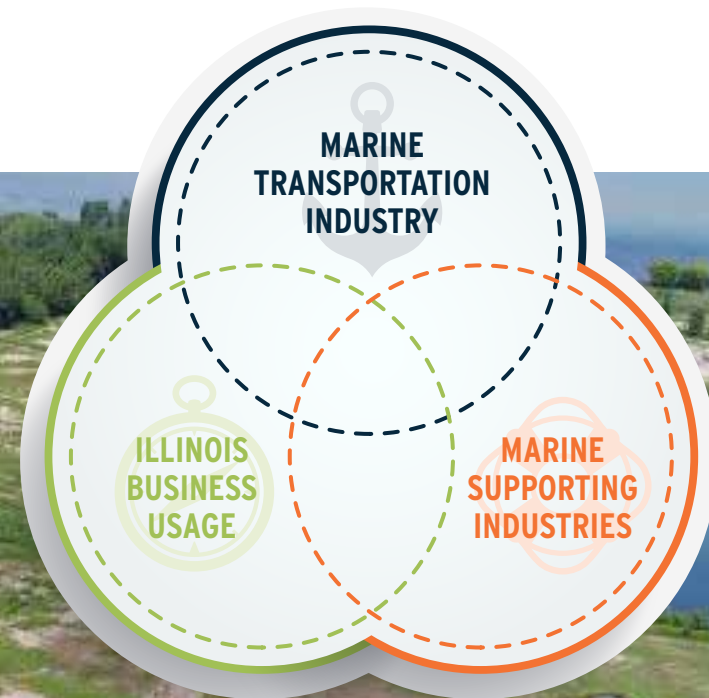 MARINE
TRANSPORTATION
INDUSTRY
ILLINOIS
BUSINESS
USAGE
MARINE
SUPPORTING
INDUSTRIES